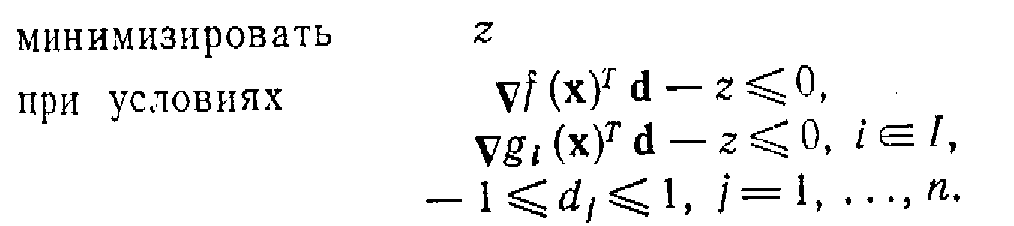 минимизировать z
при условиях ∇f (x)ᵀ d — z ⩽ 0,
∇gᵢ (x)ᵀ d — z ⩽ 0, i ∈ I,
— 1 ⩽ dⱼ ⩽ 1, j = 1, ..., n.